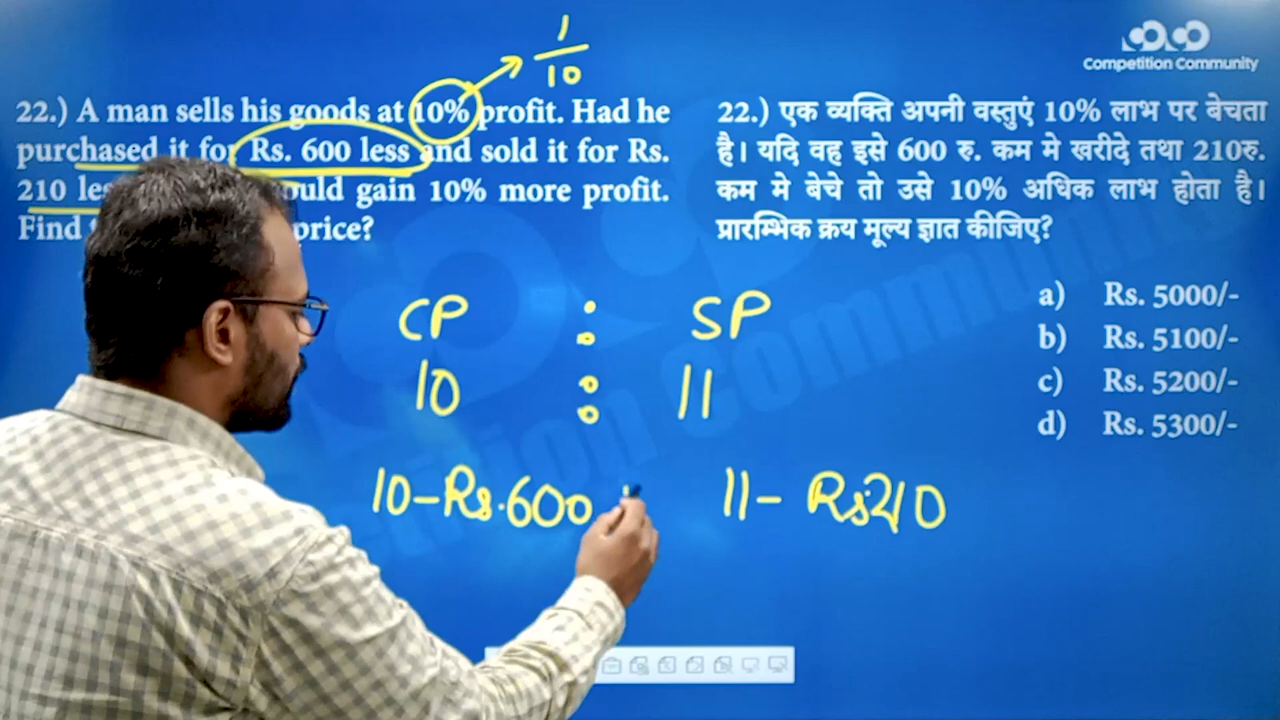 1
10
Competition Community
22.) A man sells his goods at 10% profit. Had he
purchased it for Rs. 600 less and sold it for Rs.
210 ould gain 10% more profit.
Find price?
22.) एक व्यक्ति अपनी वस्तुएं 10% लाभ पर बेचता
है। यदि वह इसे 600 रु. कम मे खरीदे तथा 210रु.
कम मे बेचे तो उसे 10% अधिक लाभ होता है।
प्रारम्भिक क्रय मूल्य ज्ञात कीजिए?
CP : SP
10 : 11
10-Rs.600 11- Rs.210
a) Rs. 5000/-
b) Rs. 5100/-
c) Rs. 5200/-
d) Rs. 5300/-